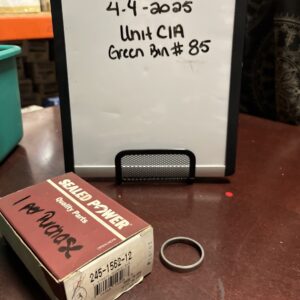 4-4-2025
Unit C1A
Green Bin # 85
SEALED POWER
Quality Parts
245-1562-12